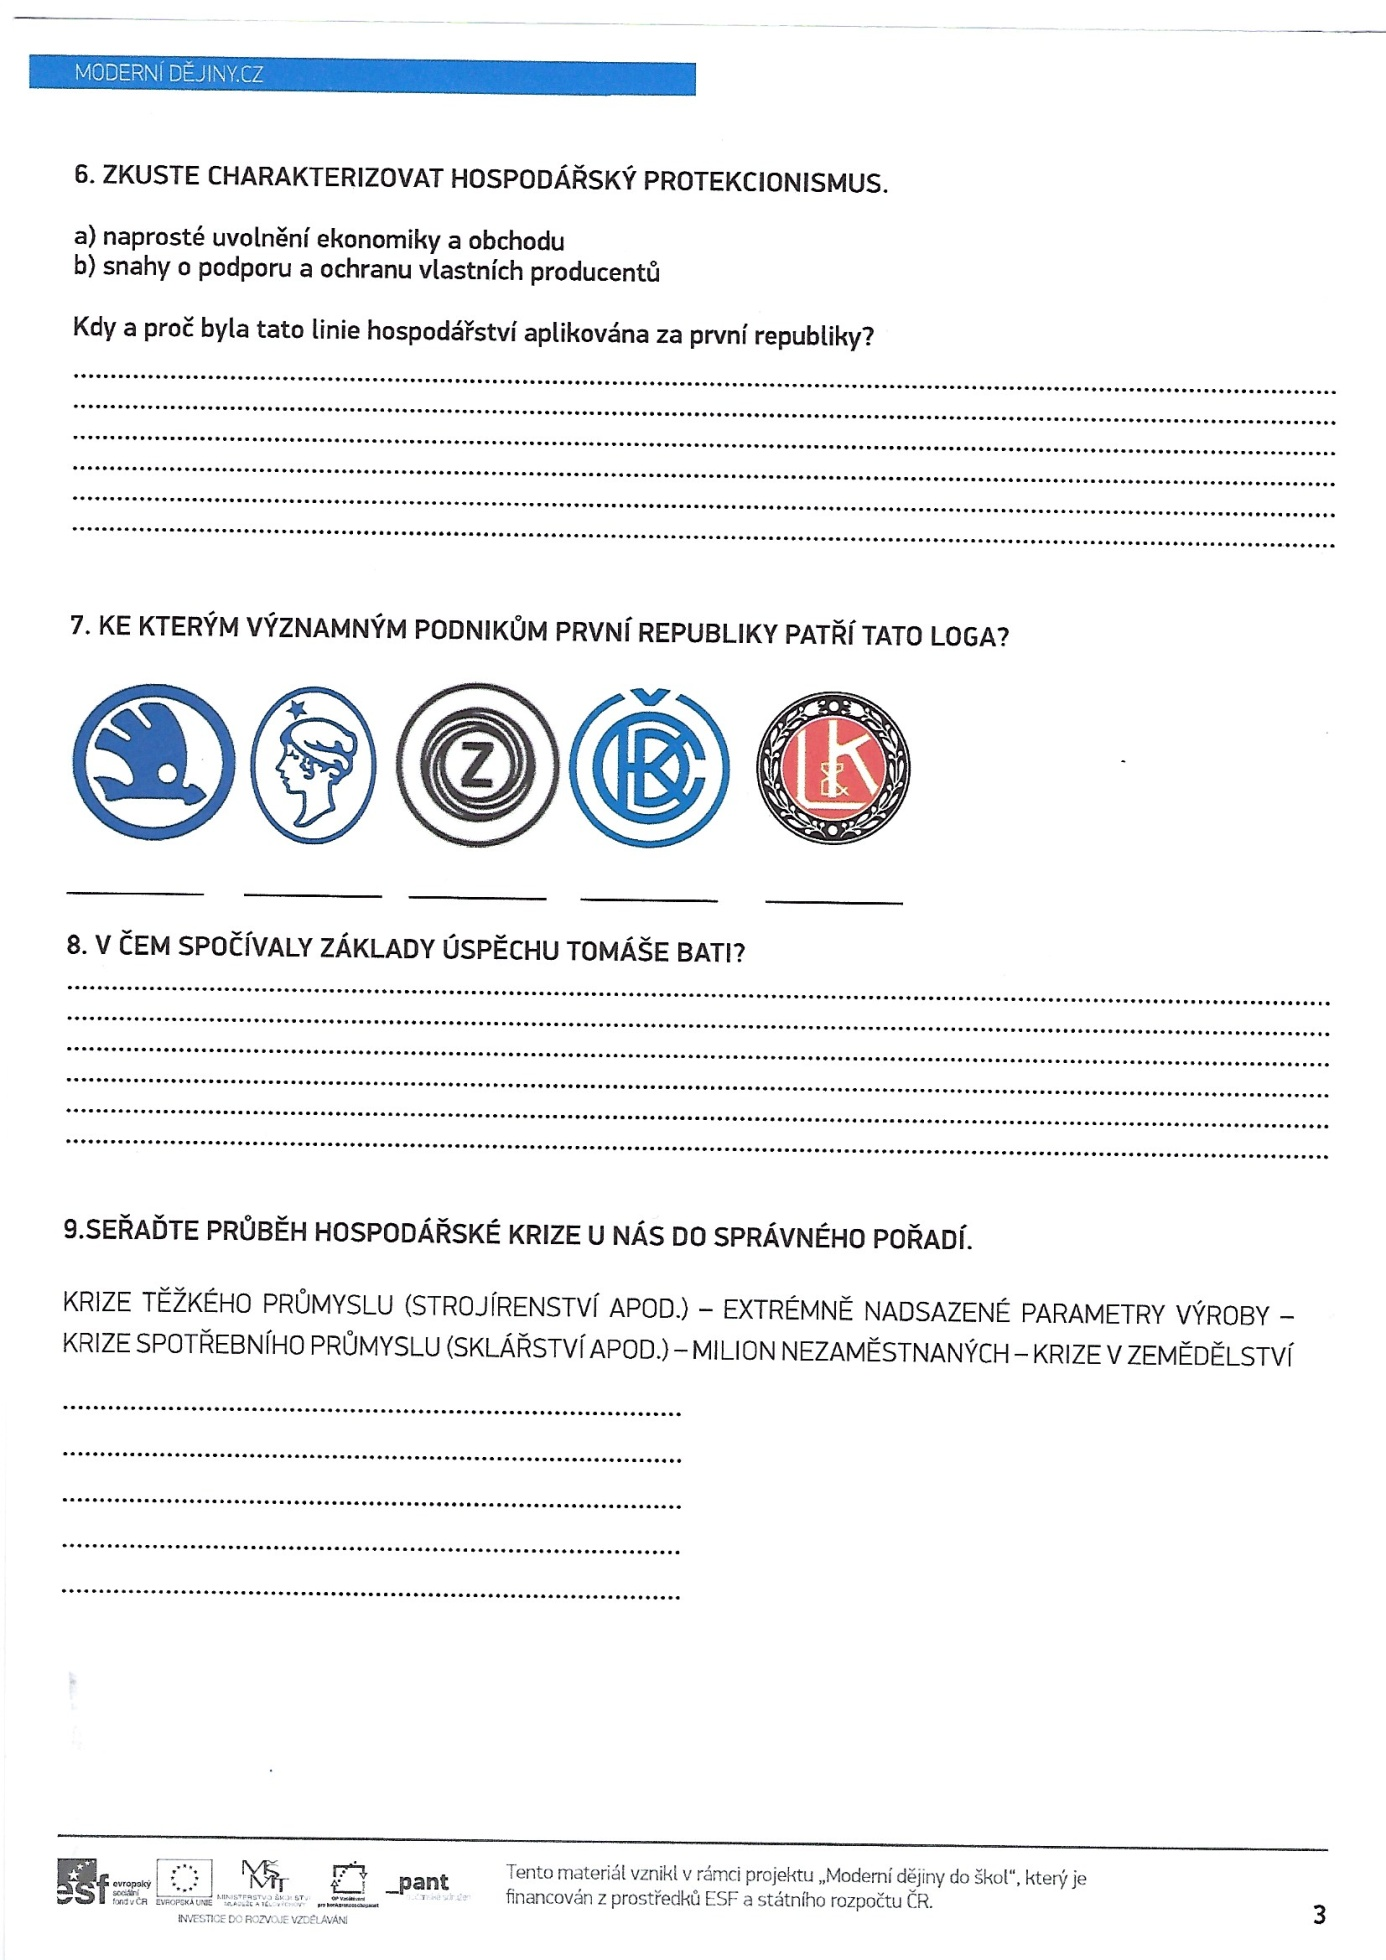 MODERNÍ DĚJINY.CZ
6. ZKUSTE CHARAKTERIZOVAT HOSPODÁŘSKÝ PROTEKCIONISMUS.
a) naprosté uvolnění ekonomiky a obchodu
b) snahy o podporu a ochranu vlastních producentů
Kdy a proč byla tato linie hospodářství aplikována za první republiky?
7. KE KTERÝM VÝZNAMNÝM PODNIKŮM PRVNÍ REPUBLIKY PATŘÍ TATO LOGA?
Z
ČKD
LK
8. V ČEM SPOČÍVALY ZÁKLADY ÚSPĚCHU TOMÁŠE BATI?
9.SEŘAĎTE PRŮBĚH HOSPODÁŘSKÉ KRIZE U NÁS DO SPRÁVNÉHO POŘADÍ.
KRIZE TĚŽKÉHO PRŮMYSLU (STROJÍRENSTVÍ APOD.) – EXTRÉMNĚ NADSAZENÉ PARAMETRY VÝROBY –
KRIZE SPOTŘEBNÍHO PRŮMYSLU (SKLÁŘSTVÍ APOD.) – MILION NEZAMĚSTNANÝCH – KRIZE V ZEMĚDĚLSTVÍ
esf evropský sociální fond v ČR EVROPSKÁ UNIE
MŠMT
_pant
INVESTICE DO ROZVOJE VZDĚLÁVÁNÍ
Tento materiál vznikl v rámci projektu „Moderní dějiny do škol“, který je
financován z prostředků ESF a státního rozpočtu ČR.
3